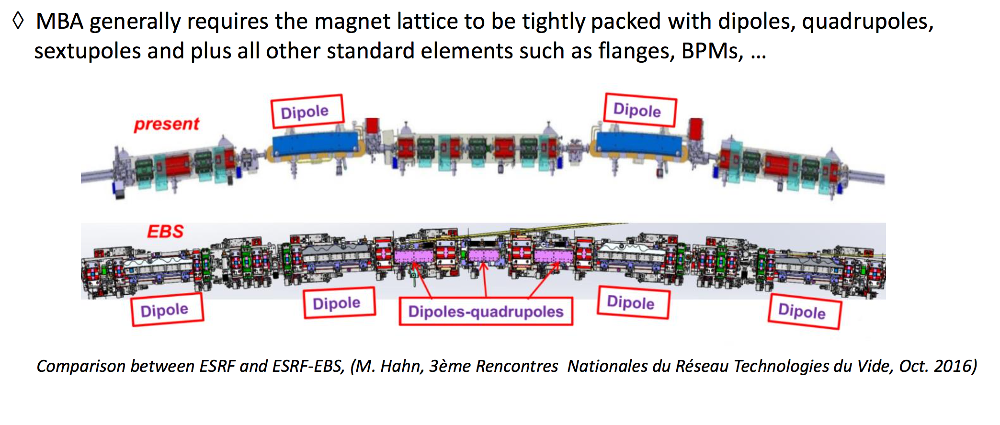 ◊ MBA generally requires the magnet lattice to be tightly packed with dipoles, quadrupoles,
sextupoles and plus all other standard elements such as flanges, BPMs, ...
present
Dipole
Dipole
EBS
Dipole
Dipole
Dipoles-quadrupoles
Dipole
Dipole
Comparison between ESRF and ESRF-EBS, (M. Hahn, 3ème Rencontres Nationales du Réseau Technologies du Vide, Oct. 2016)